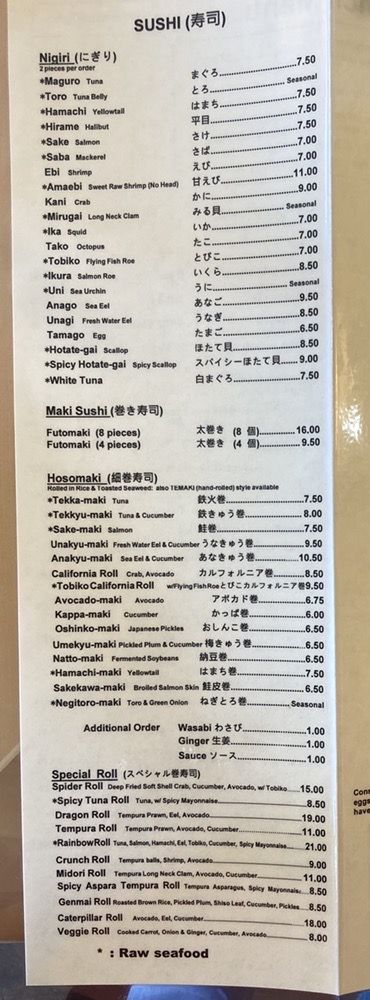 SUSHI (寿司)
Nigiri (にぎり)
2 pieces per order
*Maguro Tuna まぐろ.....7.50
*Toro Tuna Belly とろ.....Seasonal
*Hamachi Yellowtail はまち.....7.50
*Hirame Halibut 平目.....7.50
*Sake Salmon さけ.....7.50
*Saba Mackerel さば.....7.00
Ebi Shrimp えび.....7.00
*Amaebi Sweet Raw Shrimp (No Head) 甘えび.....11.00
Kani Crab かに.....9.00
*Mirugai Long Neck Clam みる貝.....Seasonal
*Ika Squid いか.....7.00
Tako Octopus たこ.....7.00
*Tobiko Flying Fish Roe とびこ.....7.00
*Ikura Salmon Roe いくら.....8.50
*Uni Sea Urchin うに.....Seasonal
Anago Sea Eel あなご.....9.50
Unagi Fresh Water Eel うなぎ.....8.50
Tamago Egg たまご.....6.50
*Hotate-gai Scallop ほたて貝.....8.50
*Spicy Hotate-gai Spicy Scallop スパイシーほたて貝.....9.00
*White Tuna 白まぐろ.....7.50
Maki Sushi (巻き寿司)
Futomaki (8 pieces) 太巻き (8 個).....16.00
Futomaki (4 pieces) 太巻き (4 個).....9.50
Hosomaki (細巻寿司)
Rolled in Rice & Toasted Seaweed: also TEMAKI (hand-rolled) style available
*Tekka-maki Tuna 鉄火巻.....7.50
*Tekkyu-maki Tuna & Cucumber 鉄きゅう巻.....8.00
*Sake-maki Salmon 鮭巻.....7.50
Unakyu-maki Fresh Water Eel & Cucumber うなきゅう巻.....9.50
Anakyu-maki Sea Eel & Cucumber あなきゅう巻.....10.50
California Roll Crab, Avocado カルフォルニア巻.....8.50
*Tobiko California Roll w/Flying Fish Roe とびこカルフォルニア巻9.50
Avocado-maki Avocado アボカド巻.....6.75
Kappa-maki Cucumber かっぱ巻.....6.00
Oshinko-maki Japanese Pickles おしんこ巻.....6.50
Umekyu-maki Pickled Plum & Cucumber 梅きゅう巻.....6.50
Natto-maki Fermented Soybeans 納豆巻.....6.50
*Hamachi-maki Yellowtail はまち巻.....7.50
Sakekawa-maki Broiled Salmon Skin 鮭皮巻.....6.50
*Negitoro-maki Toro & Green Onion ねぎとろ巻.....Seasonal
Additional Order Wasabi わさび.....1.00
Ginger 生姜.....1.00
Sauce ソース.....1.00
Special Roll (スペシャル巻寿司)
Spider Roll Deep Fried Soft Shell Crab, Cucumber, Avocado, w/ Tobiko.....15.00
*Spicy Tuna Roll Tuna, w/ Spicy Mayonnaise.....8.50
Dragon Roll Tempura Prawn, Eel, Avocado.....19.00
Tempura Roll Tempura Prawn, Avocado, Cucumber.....11.00
*Rainbow Roll Tuna, Salmon, Hamachi, Eel, Tobiko, Cucumber, Spicy Mayonnaise.....21.00
Crunch Roll Tempura balls, Shrimp, Avocado.....9.00
Midori Roll Tempura Long Neck Clam, Avocado, Cucumber.....11.00
Spicy Aspara Tempura Roll Tempura Asparagus, Spicy Mayonnaise.....8.50
Genmai Roll Roasted Brown Rice, Pickled Plum, Shiso Leaf, Cucumber, Pickles.....8.50
Caterpillar Roll Avocado, Eel, Cucumber.....18.00
Veggie Roll Cooked Carrot, Onion & Ginger, Cucumber, Avocado.....8.00
* : Raw seafood
eggs
have